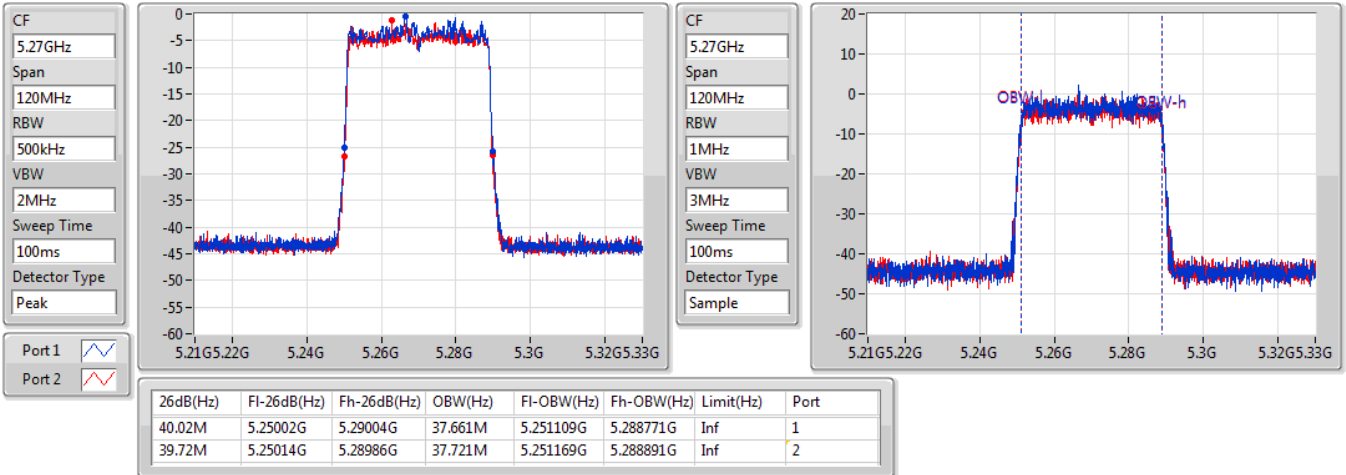 CF
5.27GHz
Span
120MHz
RBW
500kHz
VBW
2MHz
Sweep Time
100ms
Detector Type
Peak
Port 1
Port 2
0
-5
-10
-15
-20
-25
-30
-35
-40
-45
-50
-55
-60
5.21G5.22G 5.24G 5.26G 5.28G 5.3G 5.32G5.33G
CF
5.27GHz
Span
120MHz
RBW
1MHz
VBW
3MHz
Sweep Time
100ms
Detector Type
Sample
20
10
0
-10
-20
-30
-40
-50
-60
OBW-h
5.21G5.22G 5.24G 5.26G 5.28G 5.3G 5.32G5.33G
26dB(Hz) Fl-26dB(Hz) Fh-26dB(Hz) OBW(Hz) Fl-OBW(Hz) Fh-OBW(Hz) Limit(Hz) Port
40.02M 5.25002G 5.29004G 37.661M 5.251109G 5.288771G Inf 1
39.72M 5.25014G 5.28986G 37.721M 5.251169G 5.288891G Inf 2